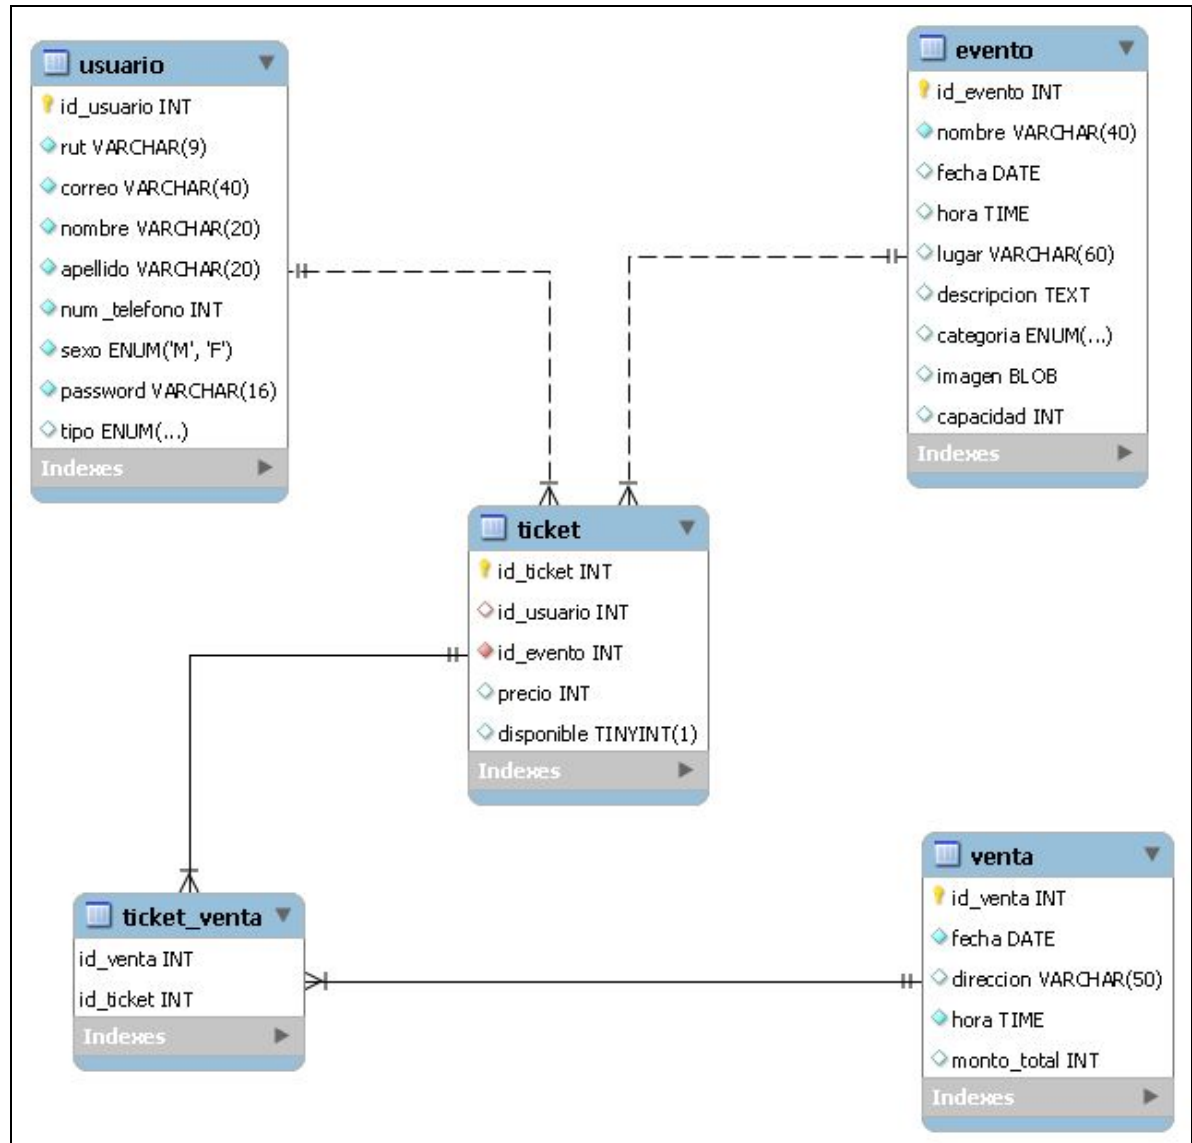 usuario
id_usuario INT
rut VARCHAR(9)
correo VARCHAR(40)
nombre VARCHAR(20)
apellido VARCHAR(20)
num _telefono INT
sexo ENUM('M', 'F')
password VARCHAR(16)
tipo ENUM(...)
Indexes
evento
id_evento INT
nombre VARCHAR(40)
fecha DATE
hora TIME
lugar VARCHAR(60)
descripcion TEXT
categoria ENUM(...)
imagen BLOB
capacidad INT
Indexes
ticket
id_ticket INT
id_usuario INT
id_evento INT
precio INT
disponible TINYINT(1)
Indexes
ticket_venta
id_venta INT
id_ticket INT
Indexes
venta
id_venta INT
fecha DATE
direccion VARCHAR(50)
hora TIME
monto_total INT
Indexes